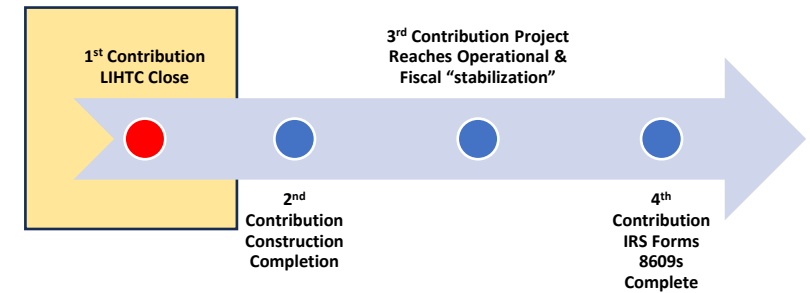 1st Contribution
LIHTC Close
3rd Contribution Project
Reaches Operational &
Fiscal “stabilization”
2nd
Contribution
Construction
Completion
4th
Contribution
IRS Forms
8609s
Complete